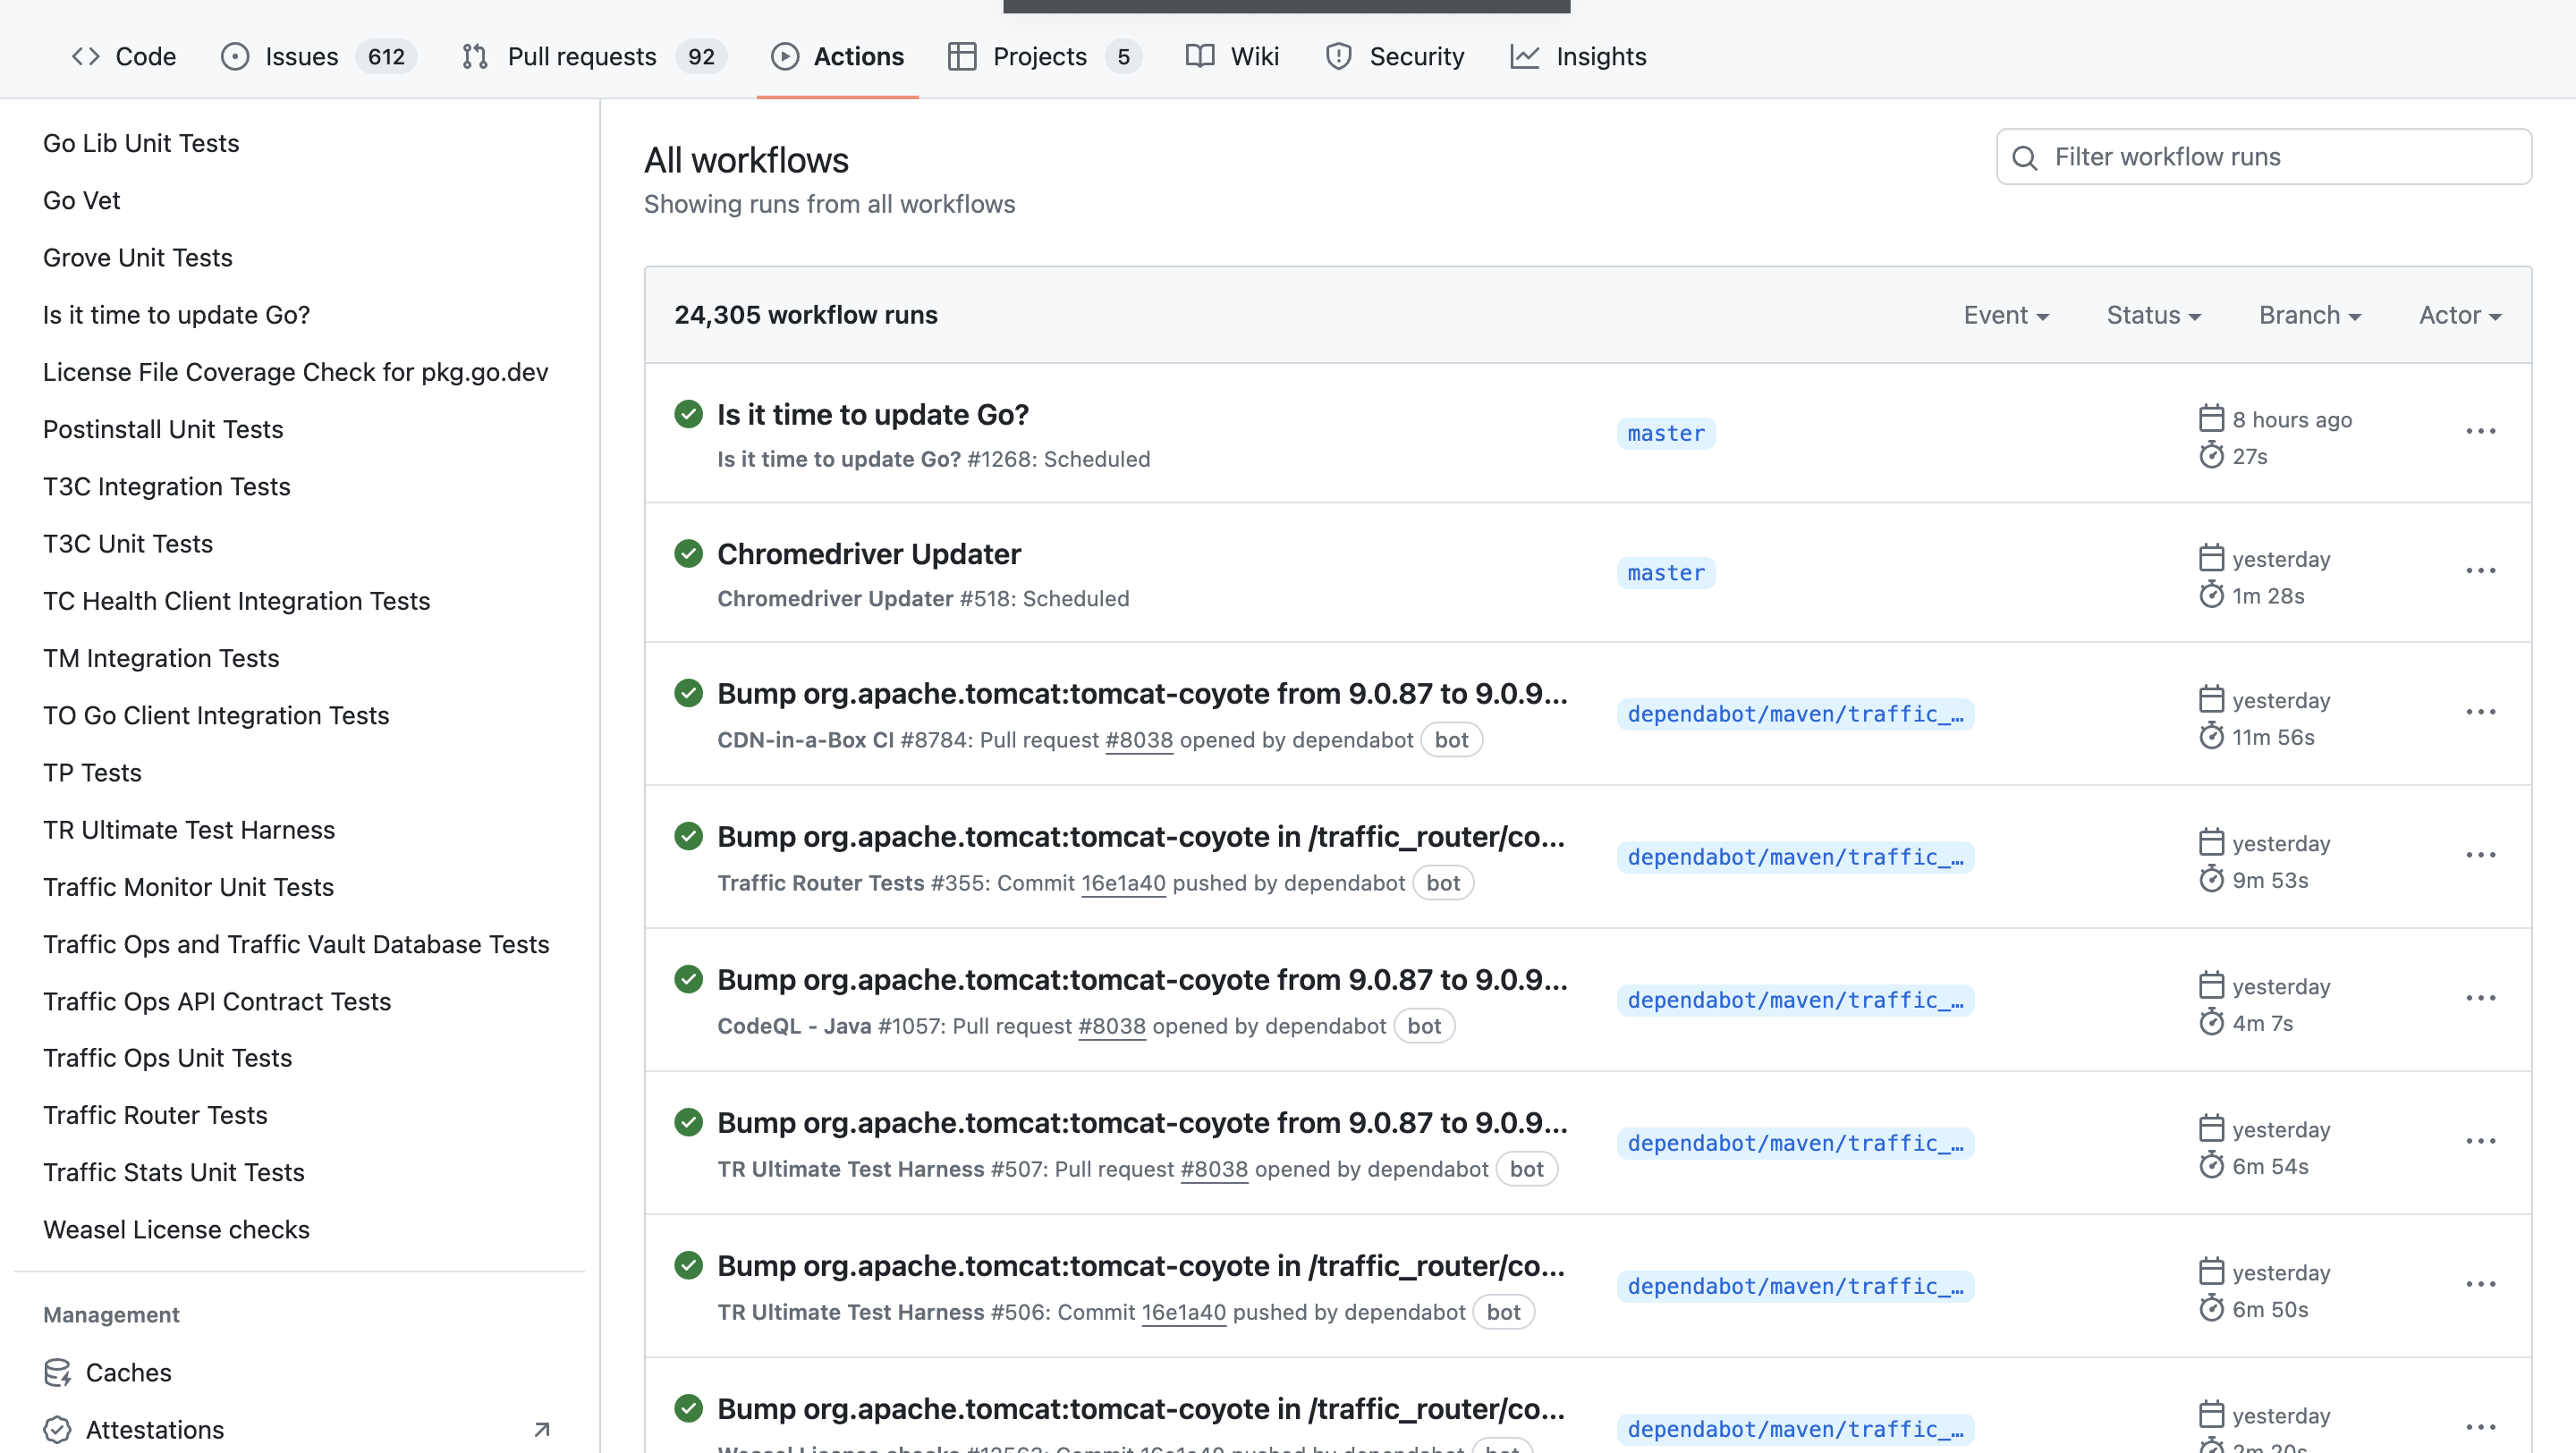 Code Issues 612 Pull requests 92 Actions Projects 5 Wiki Security Insights
Go Lib Unit Tests
Go Vet
Grove Unit Tests
Is it time to update Go?
License File Coverage Check for pkg.go.dev
Postinstall Unit Tests
T3C Integration Tests
T3C Unit Tests
TC Health Client Integration Tests
TM Integration Tests
TO Go Client Integration Tests
TP Tests
TR Ultimate Test Harness
Traffic Monitor Unit Tests
Traffic Ops and Traffic Vault Database Tests
Traffic Ops API Contract Tests
Traffic Ops Unit Tests
Traffic Router Tests
Traffic Stats Unit Tests
Weasel License checks
Management
Caches
Attestations
All workflows
Showing runs from all workflows
Filter workflow runs
24,305 workflow runs
Event Status Branch Actor
Is it time to update Go?
Is it time to update Go? #1268: Scheduled
master
8 hours ago
27s
Chromedriver Updater
Chromedriver Updater #518: Scheduled
master
yesterday
1m 28s
Bump org.apache.tomcat:tomcat-coyote from 9.0.87 to 9.0.9...
CDN-in-a-Box CI #8784: Pull request #8038 opened by dependabot bot
dependabot/maven/traffic_…
yesterday
11m 56s
Bump org.apache.tomcat:tomcat-coyote in /traffic_router/co...
Traffic Router Tests #355: Commit 16e1a40 pushed by dependabot bot
dependabot/maven/traffic_…
yesterday
9m 53s
Bump org.apache.tomcat:tomcat-coyote from 9.0.87 to 9.0.9...
CodeQL - Java #1057: Pull request #8038 opened by dependabot bot
dependabot/maven/traffic_…
yesterday
4m 7s
Bump org.apache.tomcat:tomcat-coyote from 9.0.87 to 9.0.9...
TR Ultimate Test Harness #507: Pull request #8038 opened by dependabot bot
dependabot/maven/traffic_…
yesterday
6m 54s
Bump org.apache.tomcat:tomcat-coyote in /traffic_router/co...
TR Ultimate Test Harness #506: Commit 16e1a40 pushed by dependabot bot
dependabot/maven/traffic_…
yesterday
6m 50s
Bump org.apache.tomcat:tomcat-coyote in /traffic_router/co...
Weasel License checks Commit 16e1a40 pushed by dependabot bot
dependabot/maven/traffic_…
yesterday
2m 20s